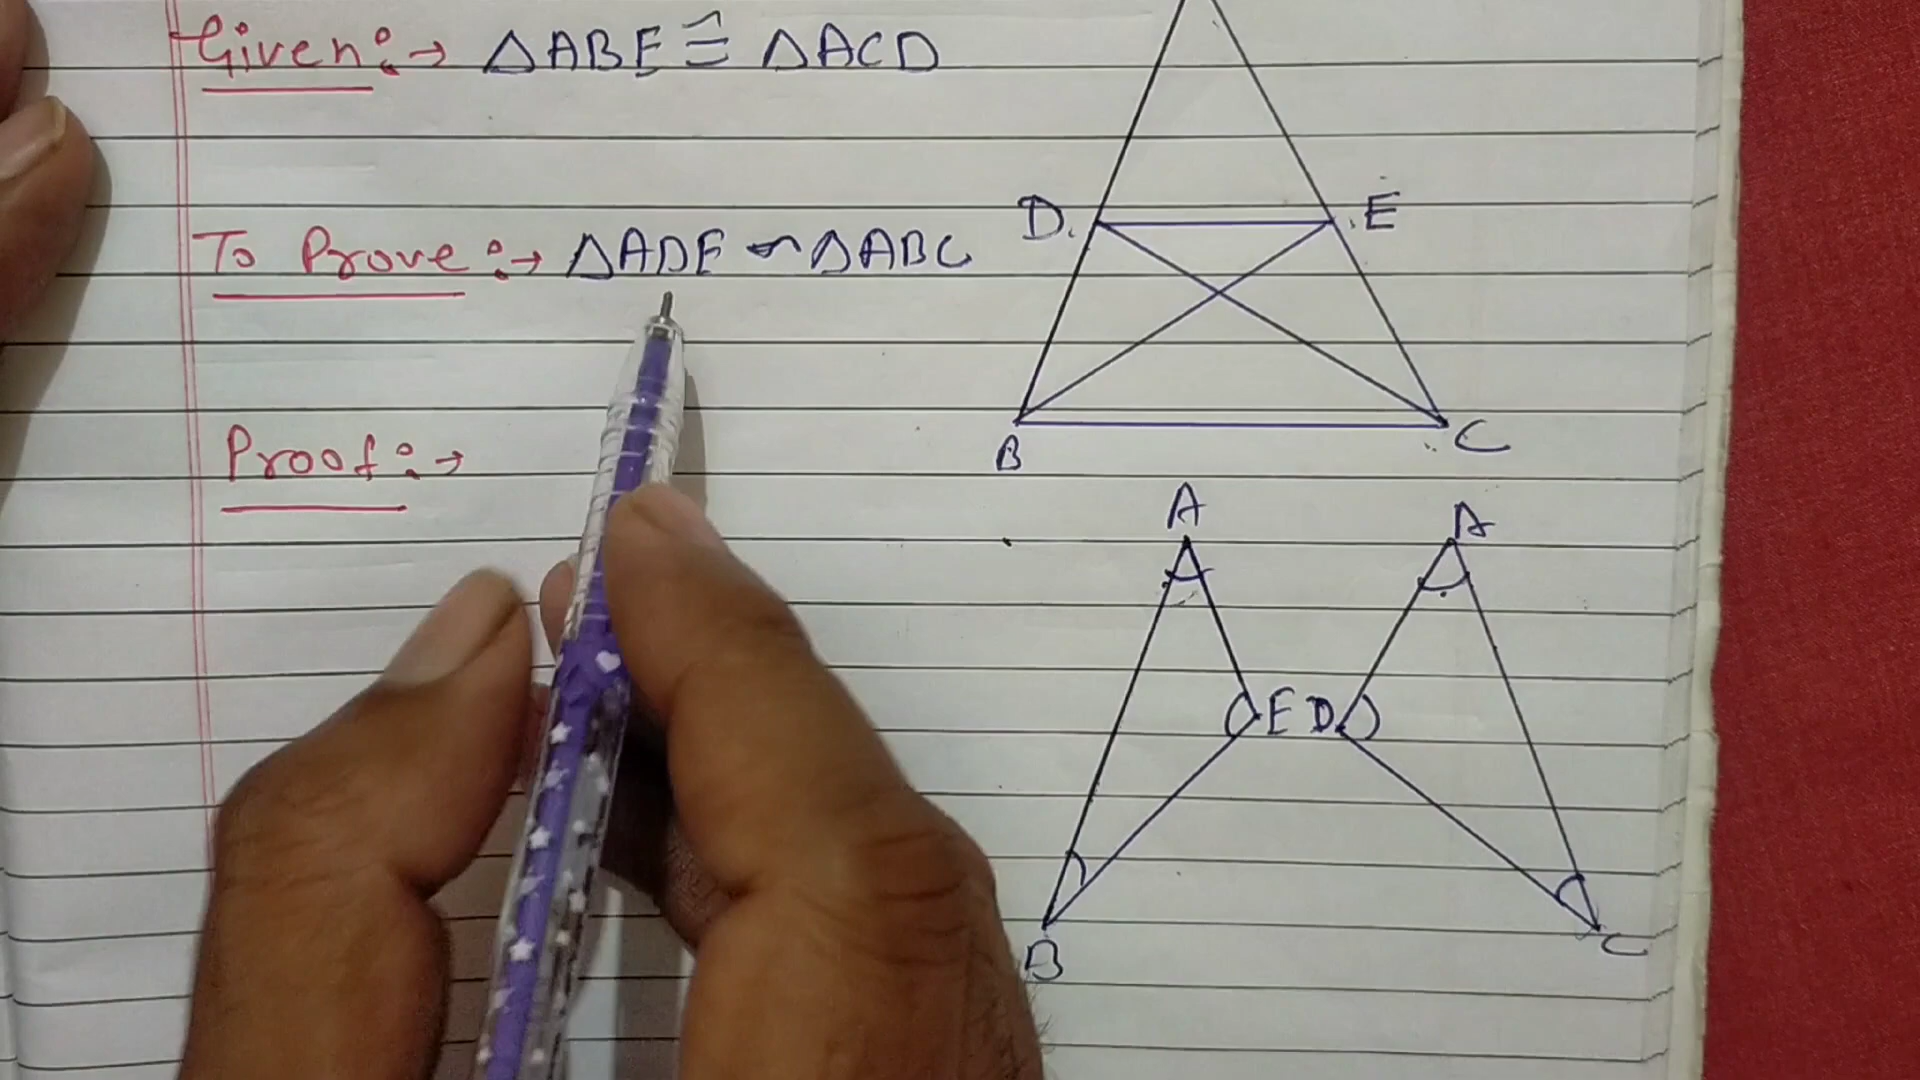 Given:→ △ABE ≅ △ACD
To Prove:→ △ADE ~ △ABC
Proof:→
D. .E
B C
A A
E D
B C